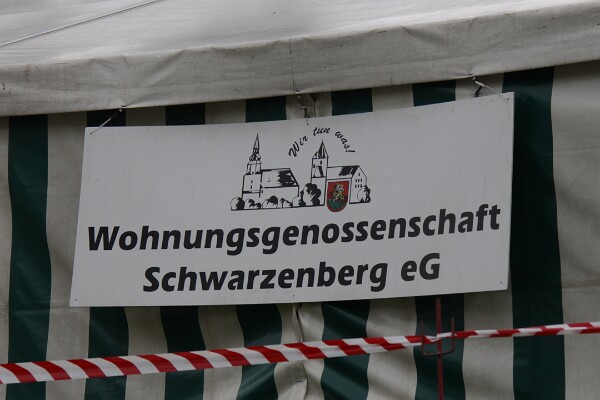 Wir tun was!
Wohnungsgenossenschaft
Schwarzenberg eG